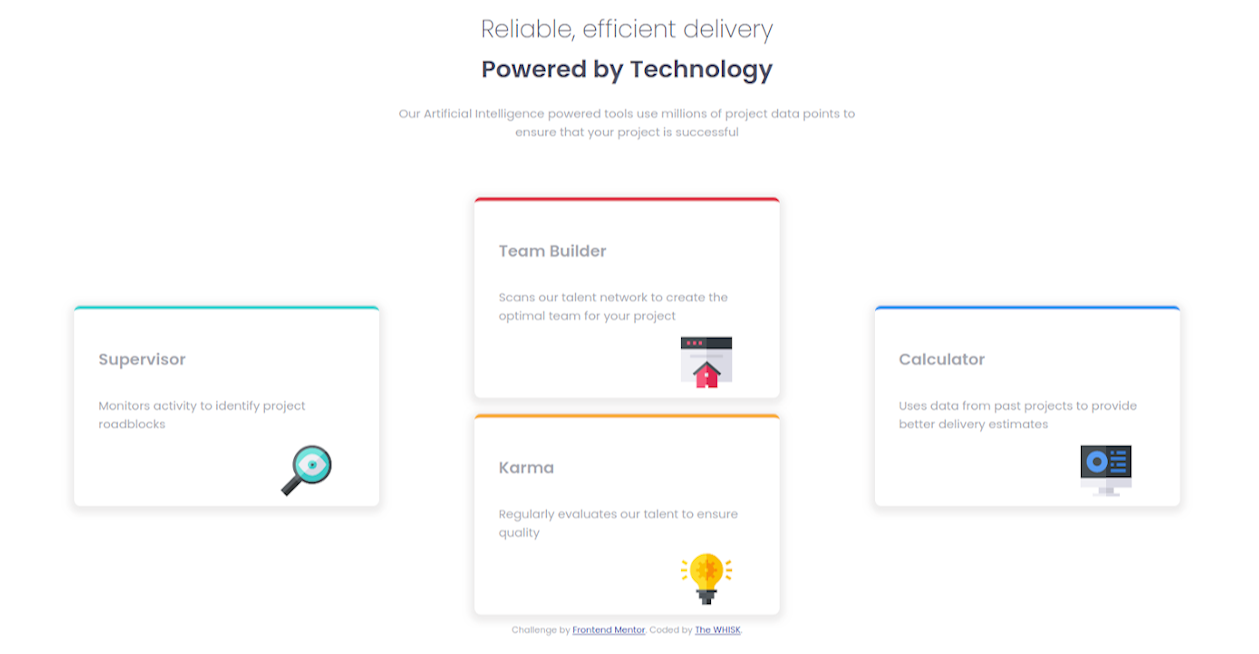 Reliable, efficient delivery
Powered by Technology
Our Artificial Intelligence powered tools use millions of project data points to
ensure that your project is successful
Supervisor
Monitors activity to identify project
roadblocks
Team Builder
Scans our talent network to create the
optimal team for your project
Karma
Regularly evaluates our talent to ensure
quality
Calculator
Uses data from past projects to provide
better delivery estimates
Challenge by Frontend Mentor. Coded by The WHISK.